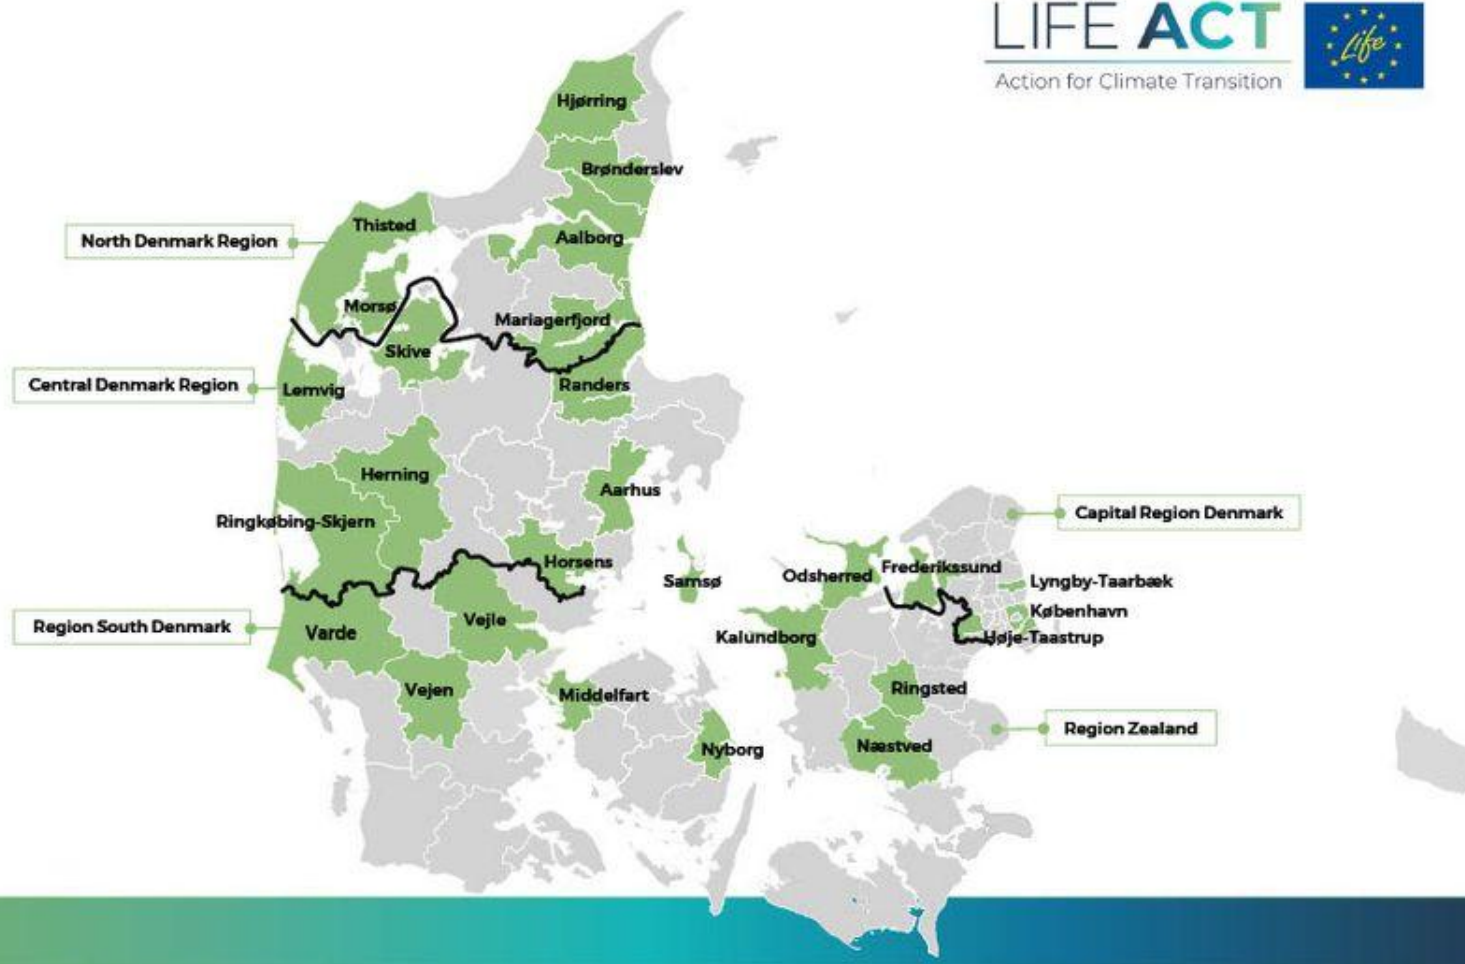 LIFE ACT
Life
Action for Climate Transition
Hjørring
Brønderslev
Thisted
Aalborg
North Denmark Region
Morsø
Mariagerfjord
Skive
Central Denmark Region
Lemvig
Randers
Herning
Aarhus
Ringkøbing-Skjern
Capital Region Denmark
Horsens
Samsø
Odsherred
Frederikssund
Lyngby-Taarbæk
København
Region South Denmark
Varde
Vejle
Kalundborg
Høje-Taastrup
Vejen
Middelfart
Ringsted
Region Zealand
Nyborg
Næstved